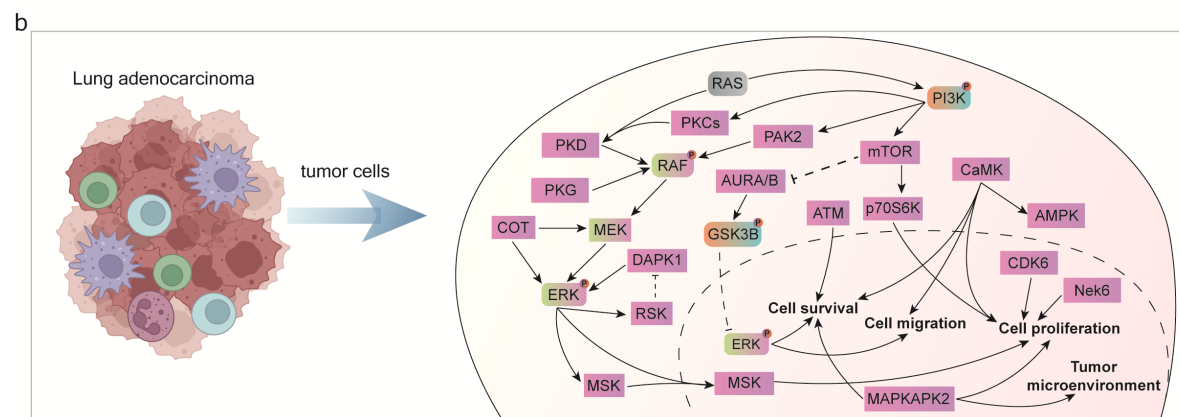 b
Lung adenocarcinoma
tumor cells
RAS
P
PI3K
PKCs
PAK2
PKD
P
RAF
mTOR
PKG
AURA/B
CaMK
ATM
p70S6K
AMPK
COT
MEK
P
GSK3B
DAPK1
CDK6
P
ERK
RSK
Nek6
Cell survival
Cell migration
Cell proliferation
P
ERK
MSK
MSK
MAPKAPK2
Tumor
microenvironment